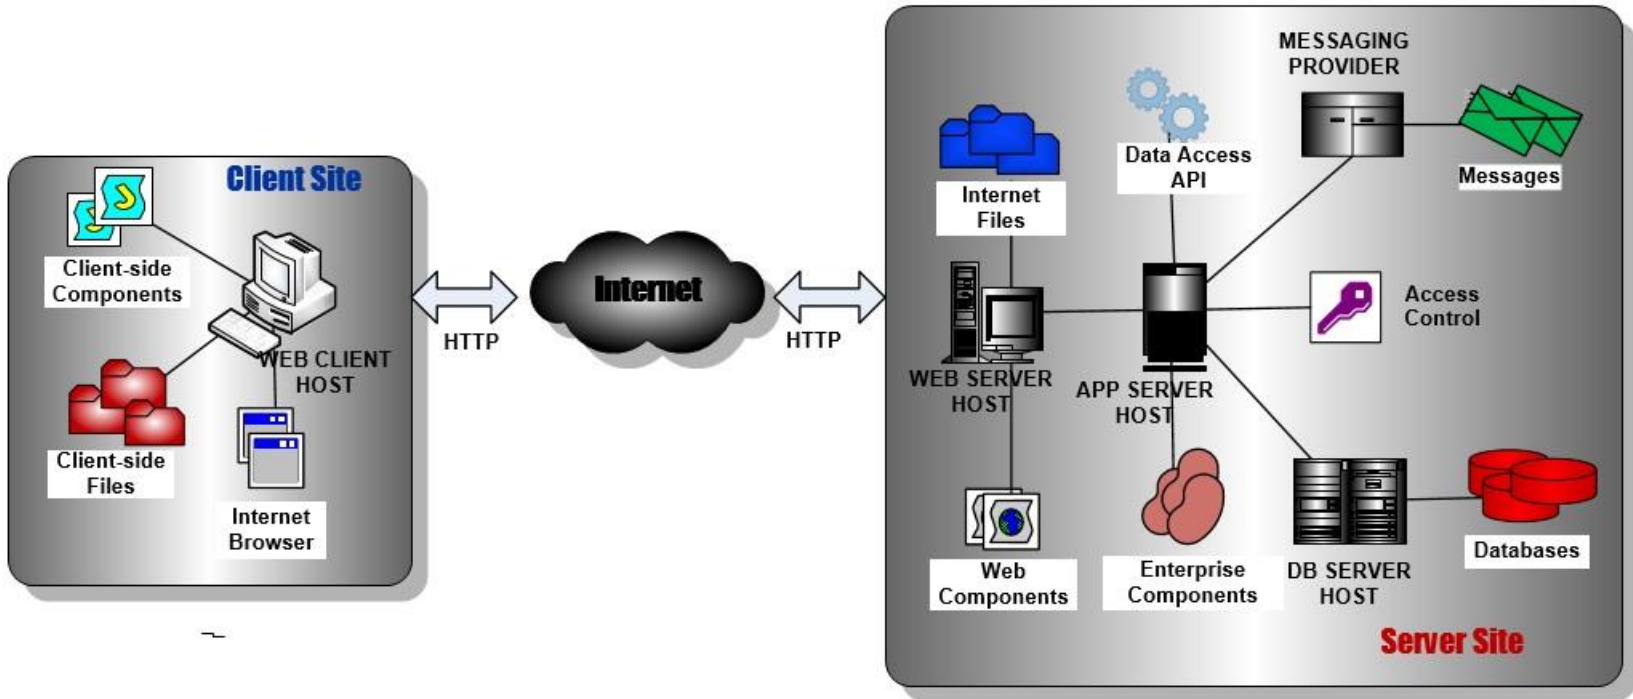 Client Site
Client-side
Components
WEB CLIENT
HOST
Client-side
Files
Internet
Browser
HTTP
Internet
HTTP
MESSAGING
PROVIDER
Messages
Data Access
API
Internet
Files
Access
Control
WEB SERVER
HOST
APP SERVER
HOST
Web
Components
Enterprise
Components
DB SERVER
HOST
Databases
Server Site